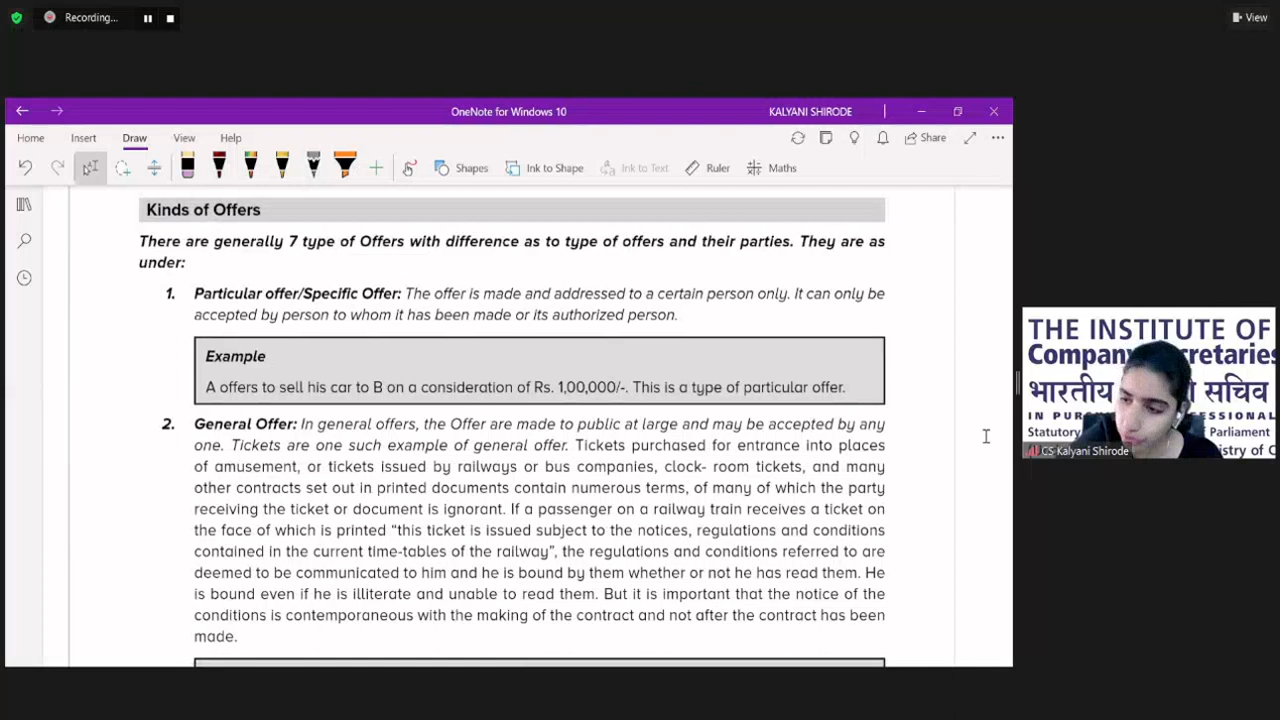 Recording...
View
OneNote for Windows 10
KALYANI SHIRODE
Home Insert Draw View Help
Share
Shapes Ink to Shape Ink to Text Ruler Maths
Kinds of Offers
There are generally 7 type of Offers with difference as to type of offers and their parties. They are as
under:
1. Particular offer/Specific Offer: The offer is made and addressed to a certain person only. It can only be
accepted by person to whom it has been made or its authorized person.
Example
A offers to sell his car to B on a consideration of Rs. 1,00,000/-. This is a type of particular offer.
2. General Offer: In general offers, the Offer are made to public at large and may be accepted by any
one. Tickets are one such example of general offer. Tickets purchased for entrance into places
of amusement, or tickets issued by railways or bus companies, clock- room tickets, and many
other contracts set out in printed documents contain numerous terms, of many of which the party
receiving the ticket or document is ignorant. If a passenger on a railway train receives a ticket on
the face of which is printed “this ticket is issued subject to the notices, regulations and conditions
contained in the current time-tables of the railway”, the regulations and conditions referred to are
deemed to be communicated to him and he is bound by them whether or not he has read them. He
is bound even if he is illiterate and unable to read them. But it is important that the notice of the
conditions is contemporaneous with the making of the contract and not after the contract has been
made.
THE INSTITUTE OF
Company Secretaries
भारतीय सचिव
IN PUR
Statutory Parliament
CS Kalyani Shirode